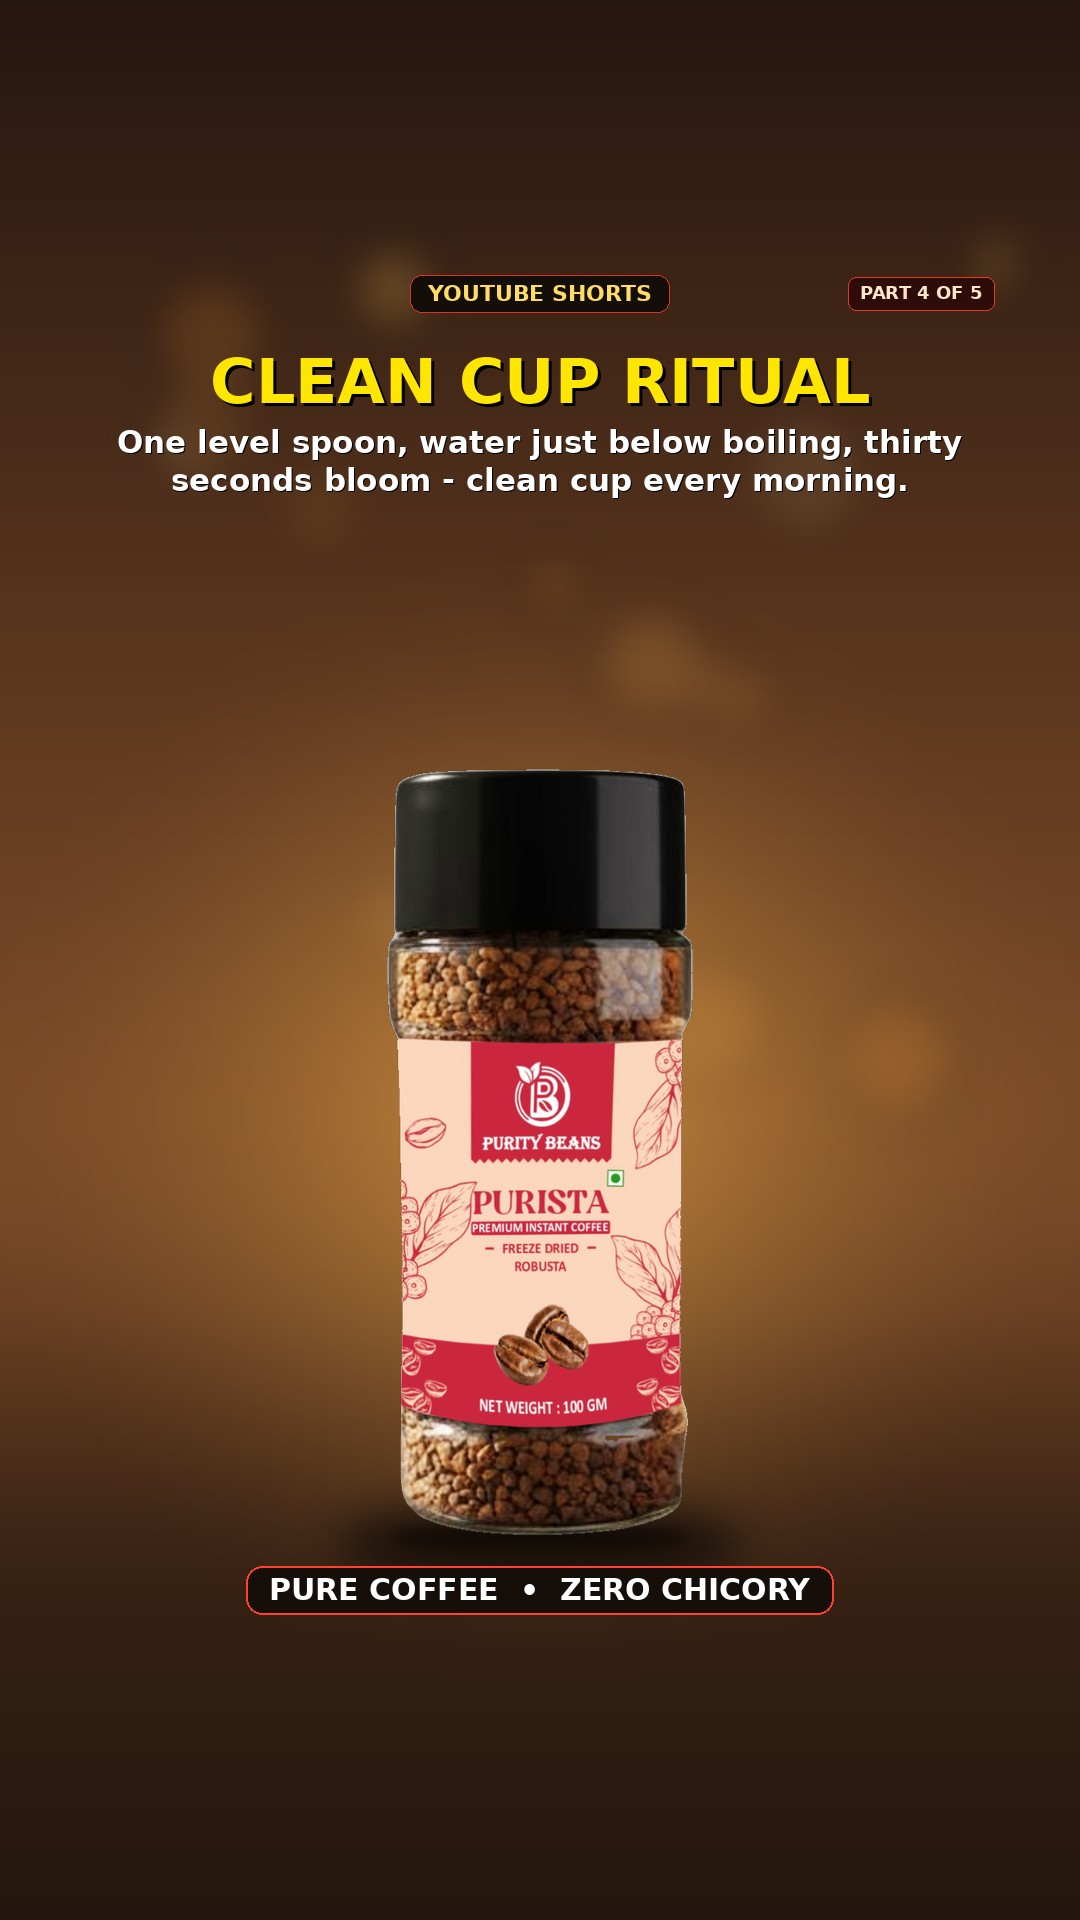 YOUTUBE SHORTS
PART 4 OF 5
CLEAN CUP RITUAL
One level spoon, water just below boiling, thirty
seconds bloom - clean cup every morning.
PURITY BEANS
PURISTA
PREMIUM INSTANT COFFEE
– FREEZE DRIED –
ROBUSTA
NET WEIGHT : 100 GM
PURE COFFEE • ZERO CHICORY